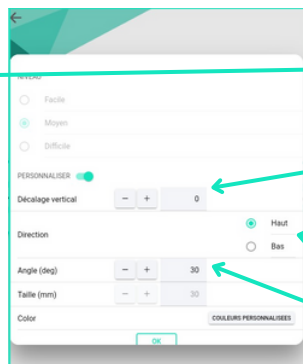 NIVEAU
Facile
Moyen
Difficile
PERSONNALISER
Décalage vertical − + 0
Direction
Haut
Bas
Angle (deg) − + 30
Taille (mm) − + 30
Color COULEURS PERSONNALISEES
OK